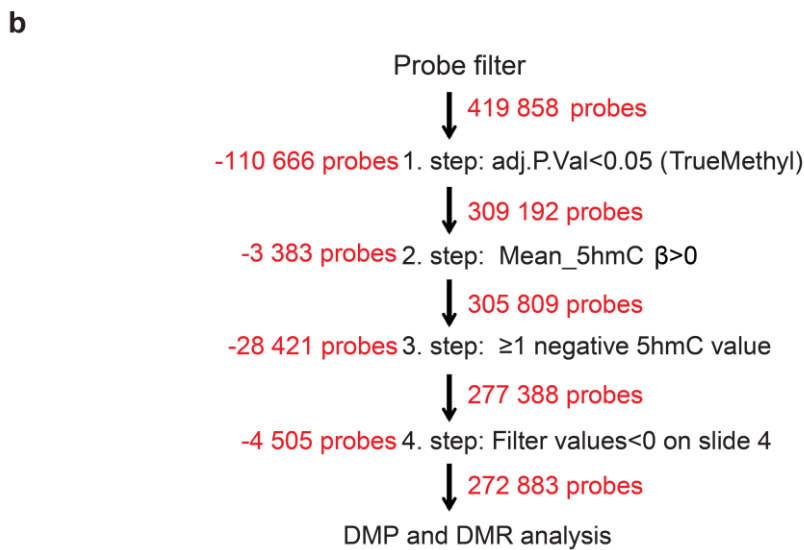 b
Probe filter
419 858 probes
-110 666 probes 1. step: adj.P.Val<0.05 (TrueMethyl)
309 192 probes
-3 383 probes 2. step: Mean_5hmC β>0
305 809 probes
-28 421 probes 3. step: ≥1 negative 5hmC value
277 388 probes
-4 505 probes 4. step: Filter values<0 on slide 4
272 883 probes
DMP and DMR analysis